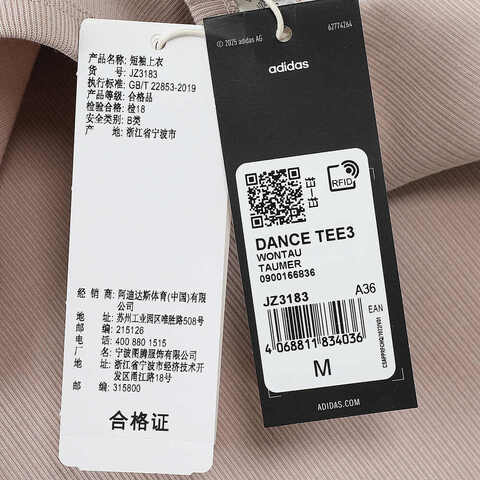 产品名称: 短袖上衣
货 号: JZ3183
执行标准: GB/T 22853-2019
产品等级: 合格品
检验合格: 检18
安全类别: B类
产 地: 浙江省宁波市
经 销 商: 阿迪达斯体育(中国)有限公司
地 址: 苏州工业园区唯胜路508号
邮 编: 215126
电 话: 400 880 1515
厂 名: 宁波图腾服饰有限公司
地 址: 浙江省宁波市经济技术开发区甬江路18号
邮 编: 315800
合格证
© 2025 adidas AG
62774264
adidas
RFID
DANCE TEE3
WONTAU
TAUMER
0900166836
JZ3183
A36
EAN
4 068811 834036
M
ADIDAS.COM